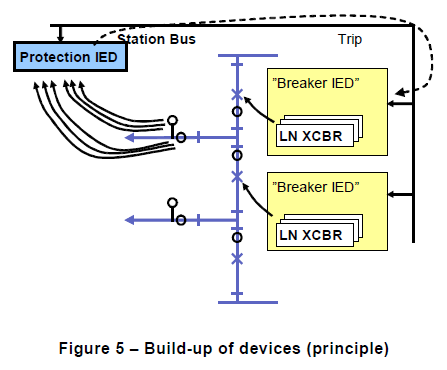 Station Bus
Trip
Protection IED
"Breaker IED"
LN XCBR
"Breaker IED"
LN XCBR
Figure 5 – Build-up of devices (principle)